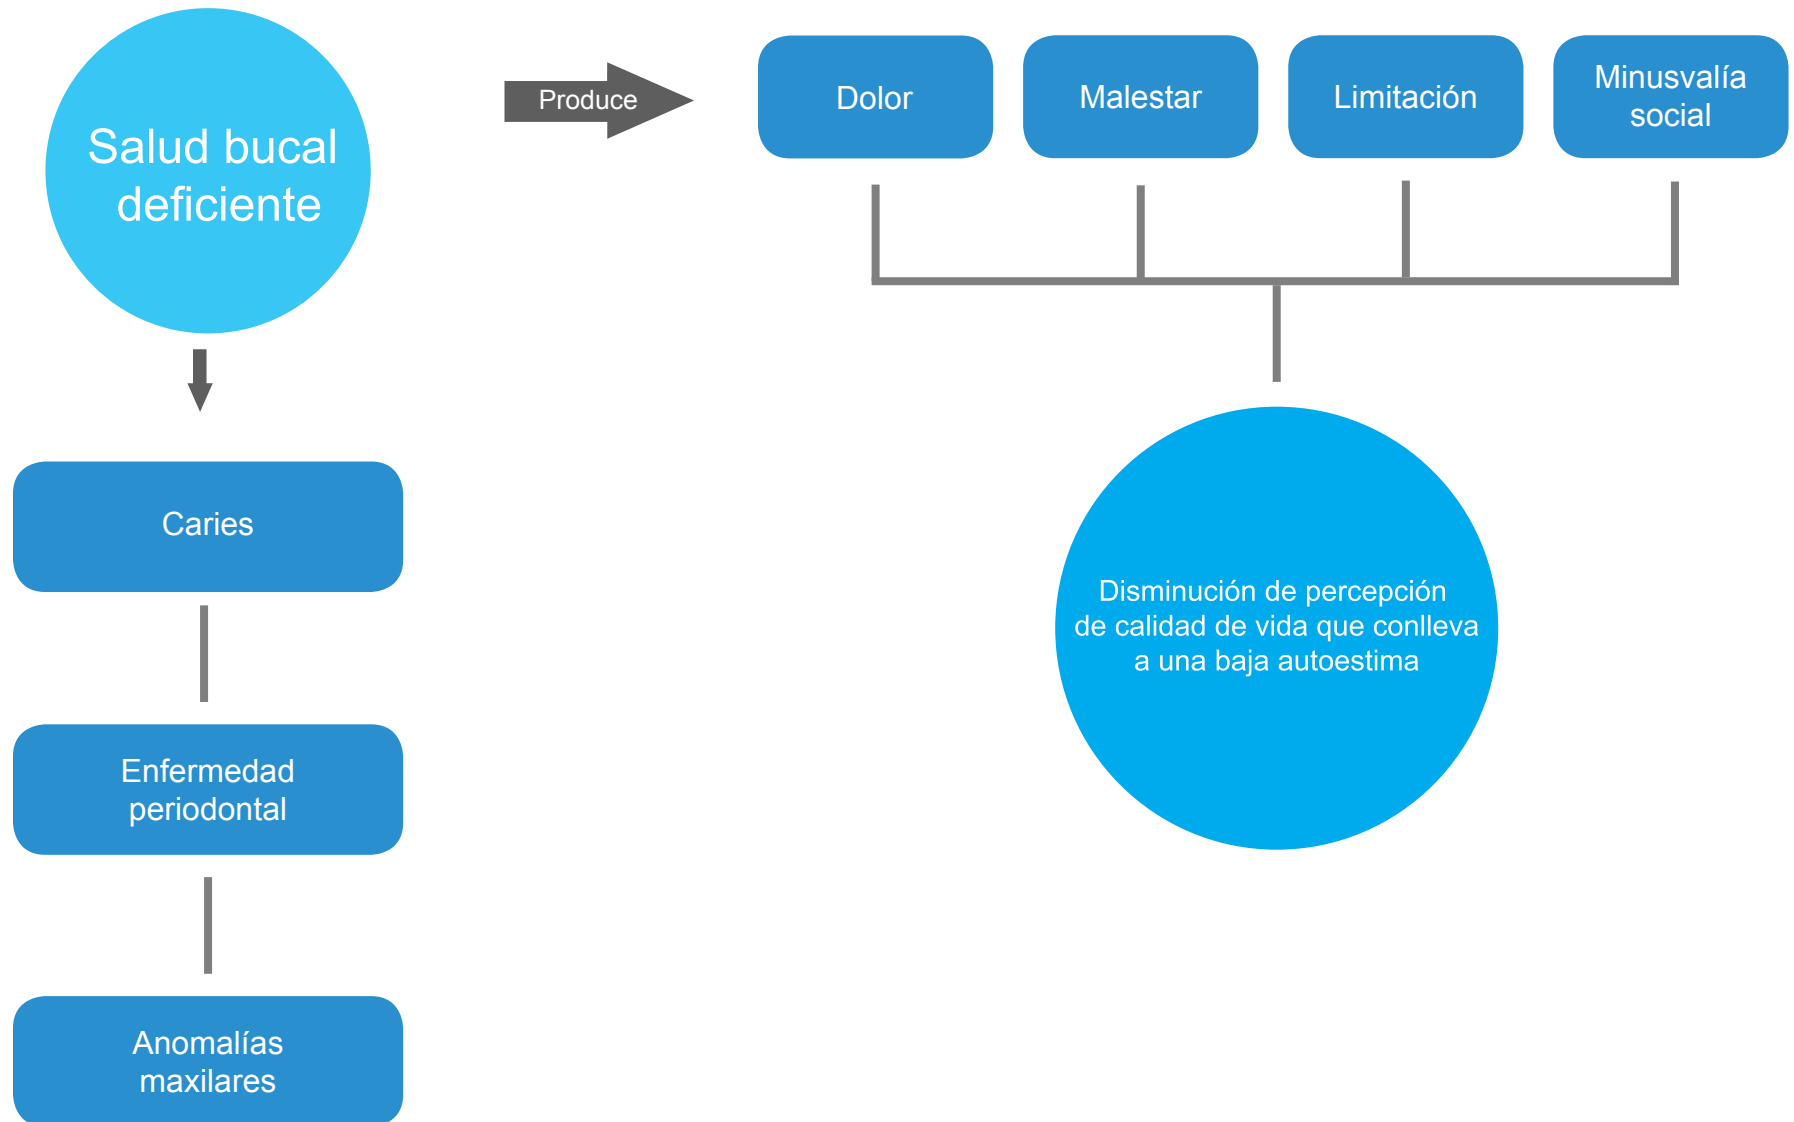 Salud bucal
deficiente
Produce
Dolor
Malestar
Limitación
Minusvalía
social
Caries
Enfermedad
periodontal
Anomalías
maxilares
Disminución de percepción
de calidad de vida que conlleva
a una baja autoestima